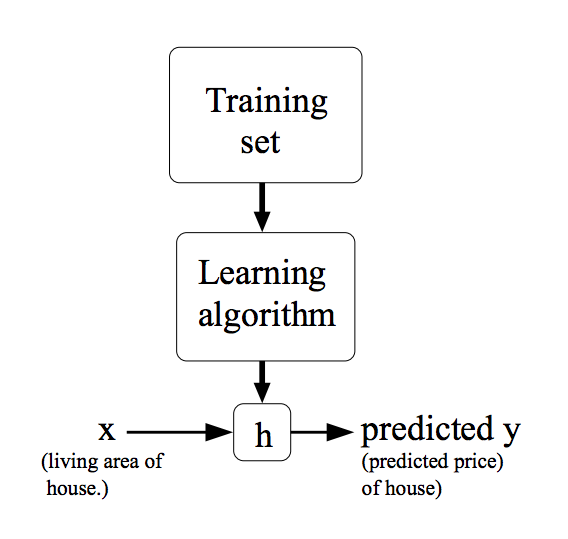 Training
set
Learning
algorithm
x
h
predicted y
(living area of
house.)
(predicted price)
of house)